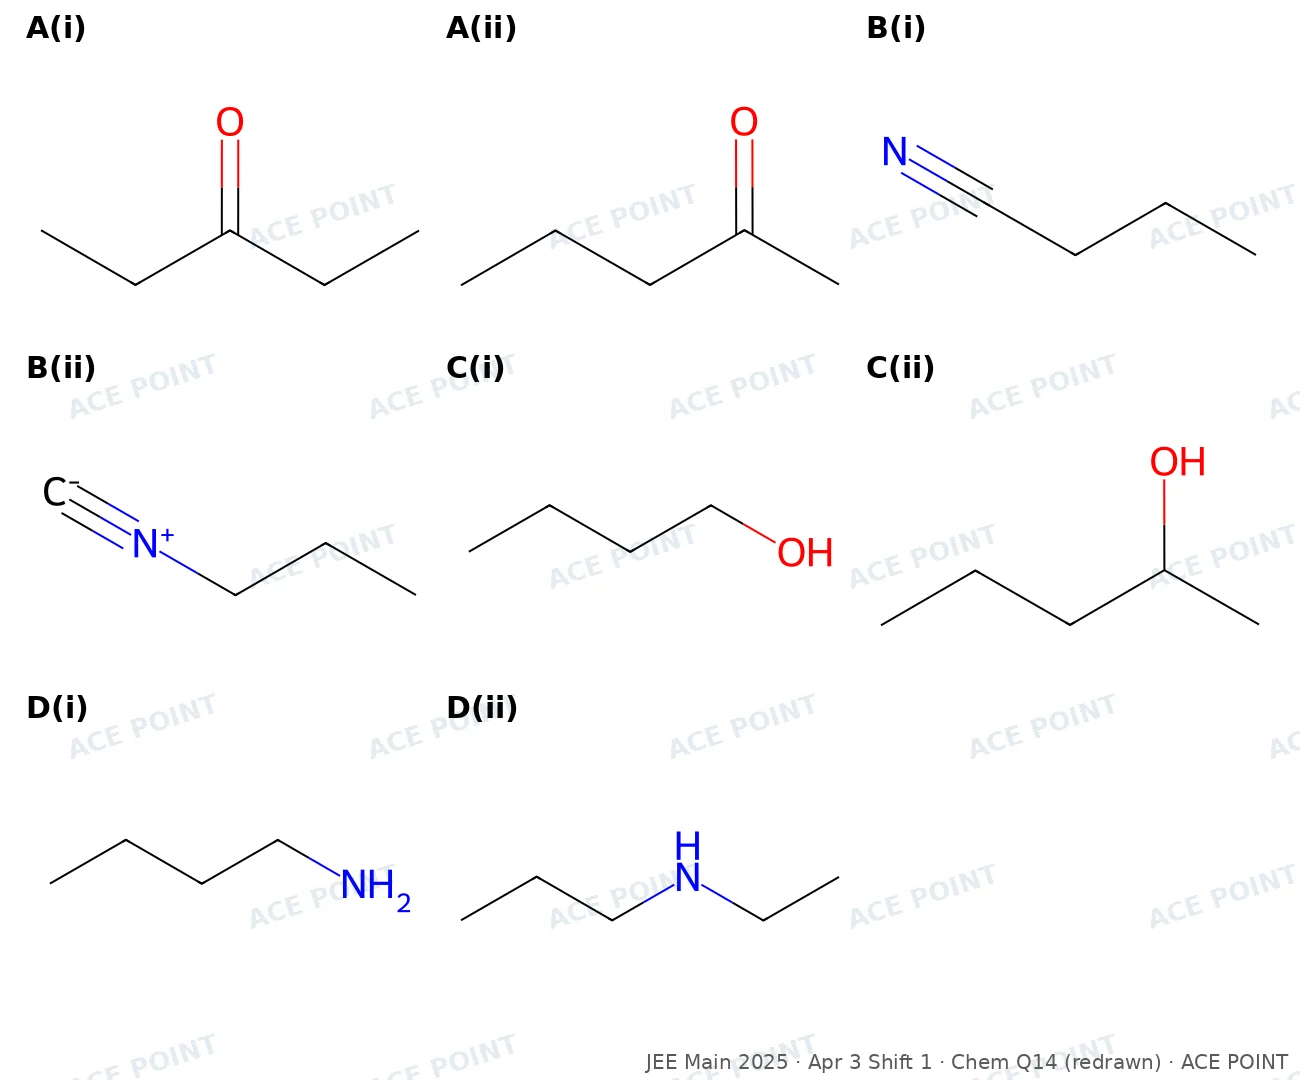 A(i) A(ii) B(i)
O O
N
B(ii) C(i) C(ii)
C⁻ N⁺ OH OH
D(i) D(ii)
NH₂ H
N
ACE POINT
JEE Main 2025 · Apr 3 Shift 1 · Chem Q14 (redrawn) · ACE POINT